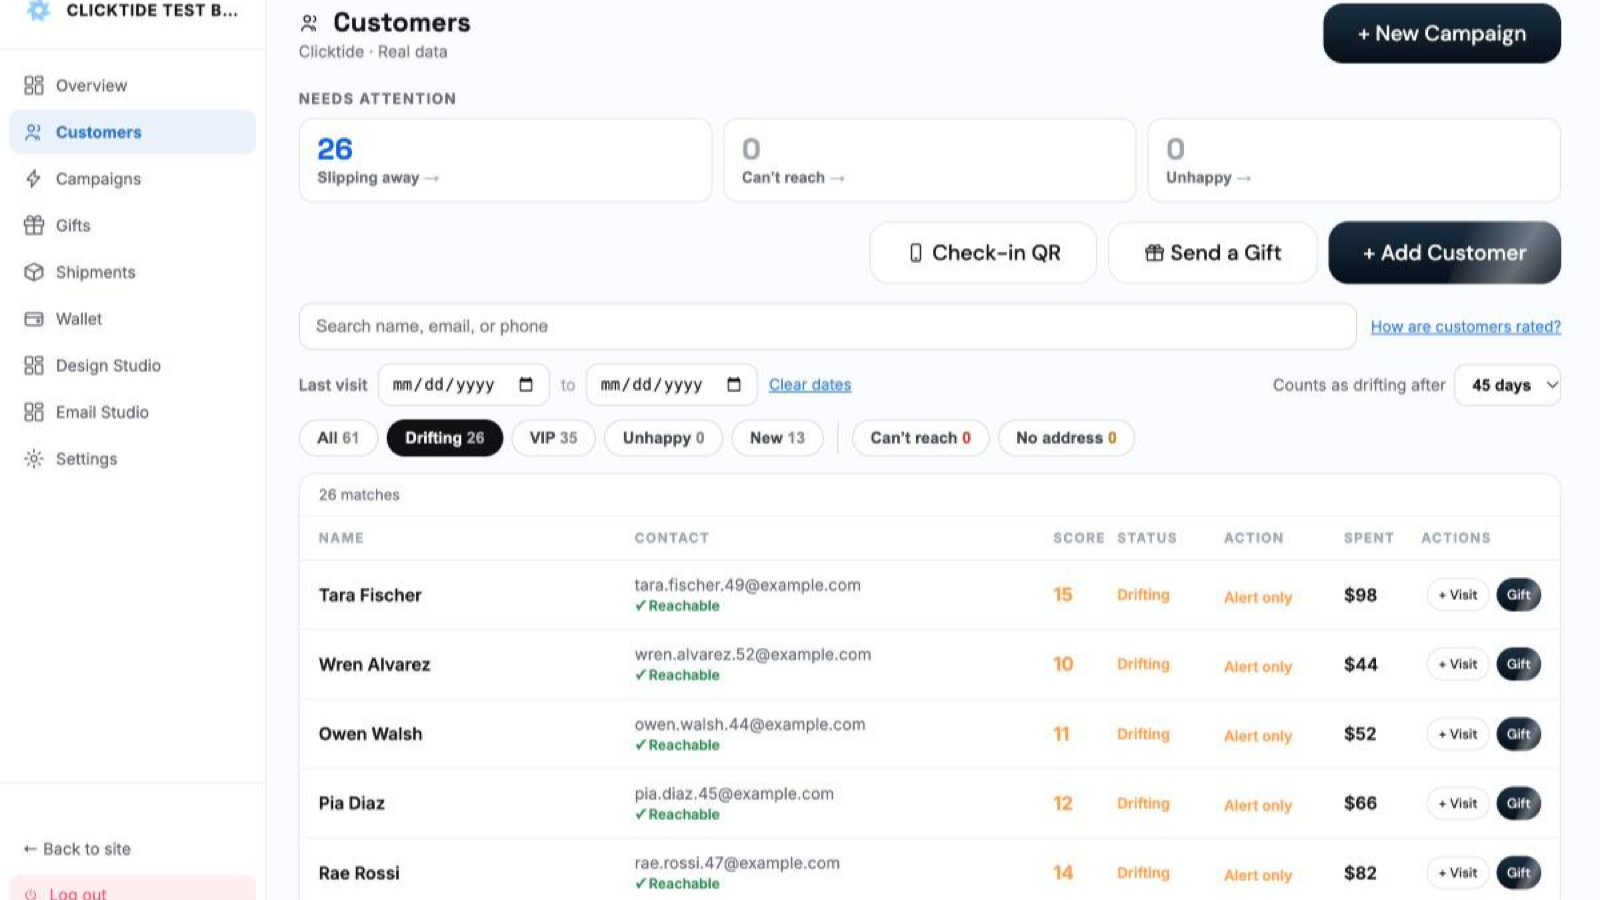 CLICKTIDE TEST B...
Overview
Customers
Campaigns
Gifts
Shipments
Wallet
Design Studio
Email Studio
Settings
← Back to site
Log out
Customers
Clicktide · Real data
+ New Campaign
NEEDS ATTENTION
26
Slipping away →
0
Can't reach →
0
Unhappy →
Check-in QR
Send a Gift
+ Add Customer
Search name, email, or phone
How are customers rated?
Last visit mm/dd/yyyy to mm/dd/yyyy Clear dates
Counts as drifting after 45 days
All 61 Drifting 26 VIP 35 Unhappy 0 New 13 Can't reach 0 No address 0
26 matches
NAME CONTACT SCORE STATUS ACTION SPENT ACTIONS
Tara Fischer tara.fischer.49@example.com 15 Drifting Alert only $98 + Visit Gift
✓ Reachable
Wren Alvarez wren.alvarez.52@example.com 10 Drifting Alert only $44 + Visit Gift
✓ Reachable
Owen Walsh owen.walsh.44@example.com 11 Drifting Alert only $52 + Visit Gift
✓ Reachable
Pia Diaz pia.diaz.45@example.com 12 Drifting Alert only $66 + Visit Gift
✓ Reachable
Rae Rossi rae.rossi.47@example.com 14 Drifting Alert only $82 + Visit Gift
✓ Reachable